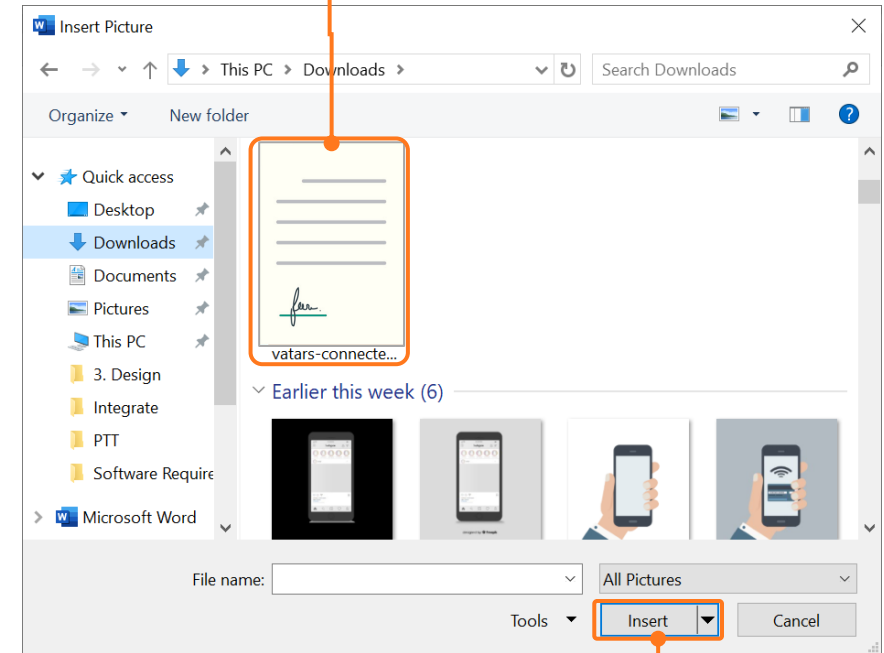 Insert Picture
This PC > Downloads >
Search Downloads
Organize
New folder
Quick access
Desktop
Downloads
Documents
Pictures
This PC
3. Design
Integrate
PTT
Software Require
Microsoft Word
vatars-connecte...
Earlier this week (6)
File name:
All Pictures
Tools
Insert
Cancel